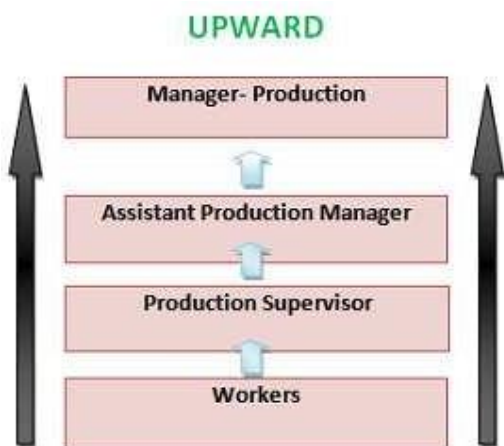 UPWARD
Manager- Production
Assistant Production Manager
Production Supervisor
Workers